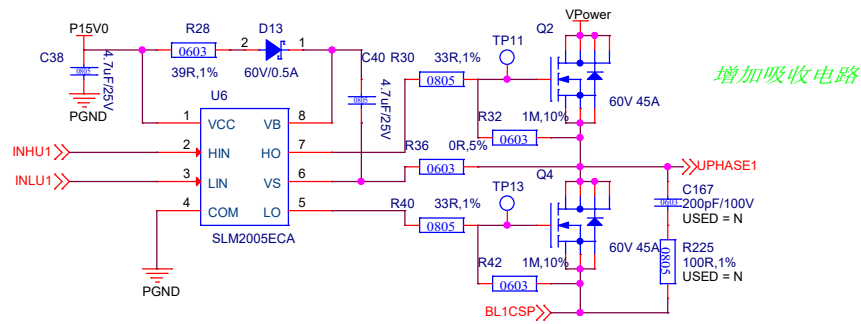 VPower
P15V0
R28
D13
Q2
C38
4.7uF/25V
0805
0603
2
1
C40
R30
33R,1%
TP11
增加吸收电路
39R,1%
60V/0.5A
0805
4.7uF/25V
0805
PGND
U6
60V 45A
1
VCC
VB
8
R32
1M,10%
INHU1
2
HIN
HO
7
R36
0R,5%
0603
INLU1
3
LIN
VS
6
0603
UPHASE1
4
COM
LO
5
R40
33R,1%
TP13
Q4
C167
0603
200pF/100V
USED = N
SLM2005ECA
0805
60V 45A
R225
0805
100R,1%
USED = N
R42
1M,10%
0603
PGND
BL1CSP